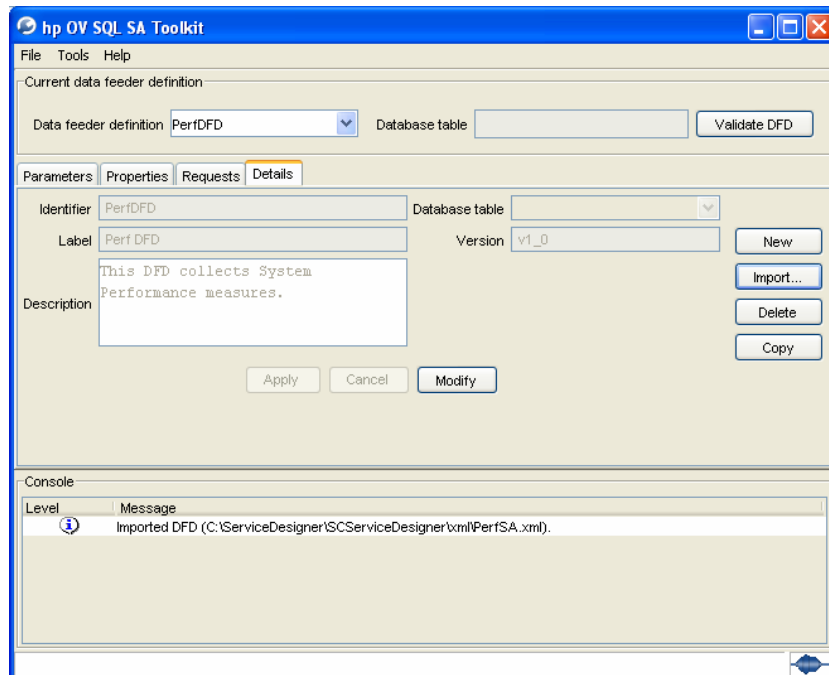 hp OV SQL SA Toolkit
File Tools Help
Current data feeder definition
Data feeder definition PerfDFD Database table Validate DFD
Parameters Properties Requests Details
Identifier PerfDFD Database table
Label Perf DFD Version v1_0 New
Import...
Description This DFD collects System
Performance measures.
Delete
Copy
Apply Cancel Modify
Console
Level Message
Imported DFD (C:\ServiceDesigner\SCServiceDesigner\xml\PerfSA.xml).